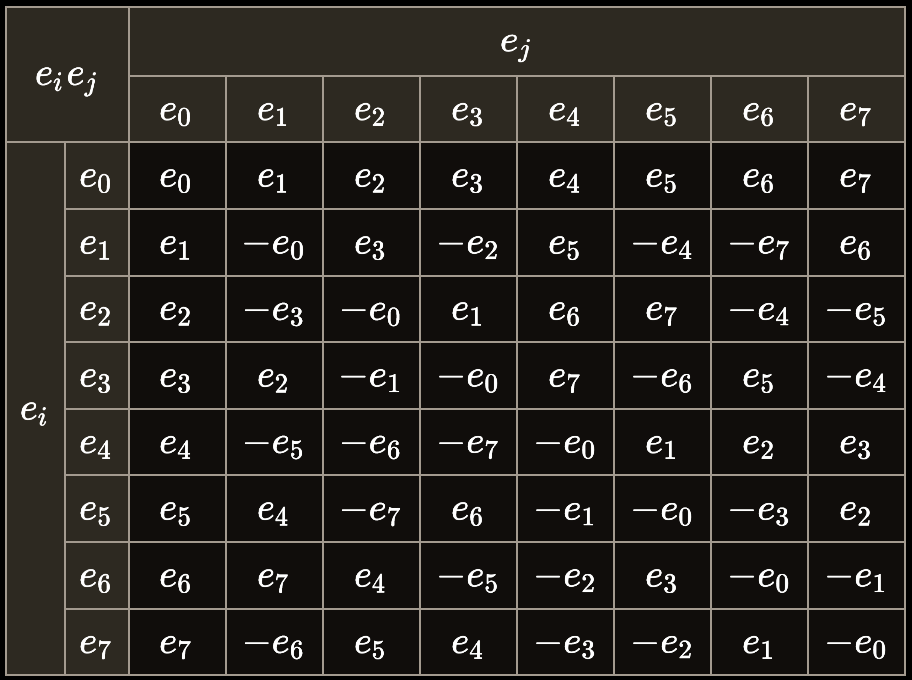 e_i e_j e_j
e_0 e_1 e_2 e_3 e_4 e_5 e_6 e_7
e_0 e_0 e_1 e_2 e_3 e_4 e_5 e_6 e_7
e_1 e_1 −e_0 e_3 −e_2 e_5 −e_4 −e_7 e_6
e_2 e_2 −e_3 −e_0 e_1 e_6 e_7 −e_4 −e_5
e_3 e_3 e_2 −e_1 −e_0 e_7 −e_6 e_5 −e_4
e_i e_4 e_4 −e_5 −e_6 −e_7 −e_0 e_1 e_2 e_3
e_5 e_5 e_4 −e_7 e_6 −e_1 −e_0 −e_3 e_2
e_6 e_6 e_7 e_4 −e_5 −e_2 e_3 −e_0 −e_1
e_7 e_7 −e_6 e_5 e_4 −e_3 −e_2 e_1 −e_0